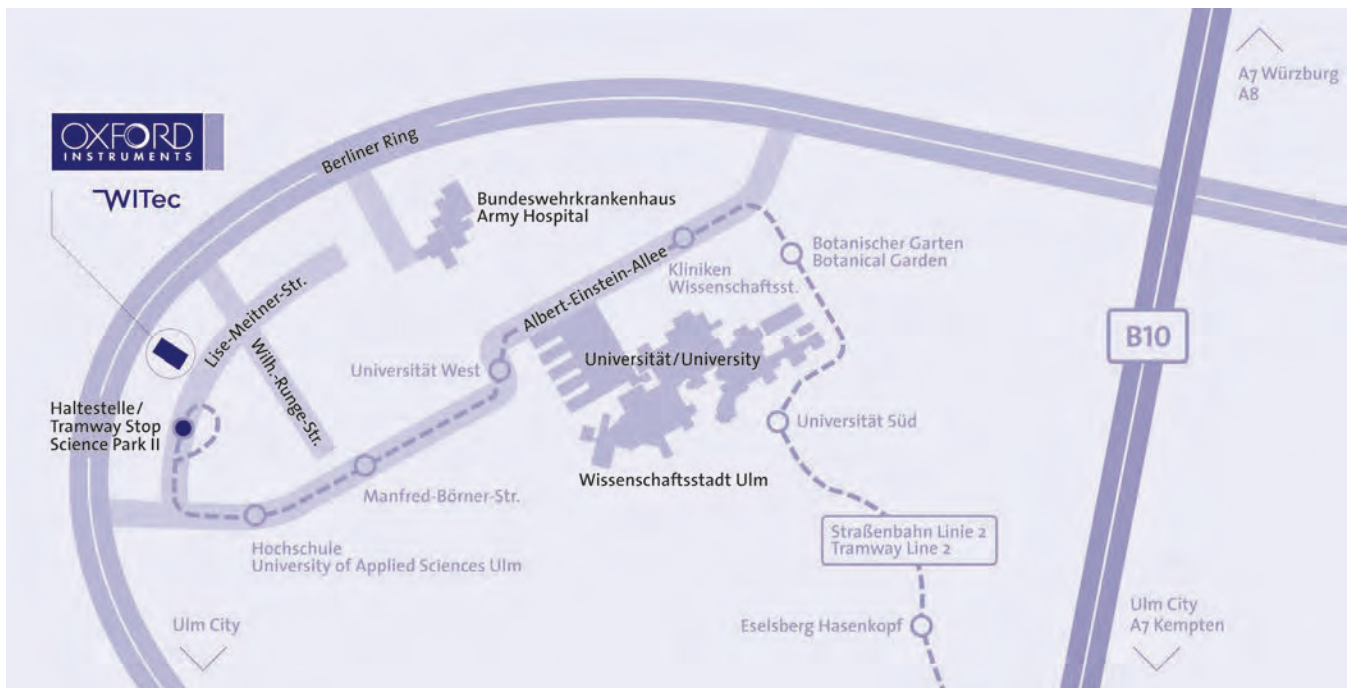 A7 Würzburg
A8
OXFORD
INSTRUMENTS
WITec
Berliner Ring
Bundeswehrkrankenhaus
Army Hospital
Botanischer Garten
Botanical Garden
Kliniken
Wissenschaftsst.
Albert-Einstein-Allee
Lise-Meitner-Str.
Wilh.-Runge-Str.
B10
Universität West
Universität/University
Haltestelle/
Tramway Stop
Science Park II
Universität Süd
Wissenschaftsstadt Ulm
Manfred-Börner-Str.
Straßenbahn Linie 2
Tramway Line 2
Hochschule
University of Applied Sciences Ulm
Ulm City
Eselsberg Hasenkopf
Ulm City
A7 Kempten